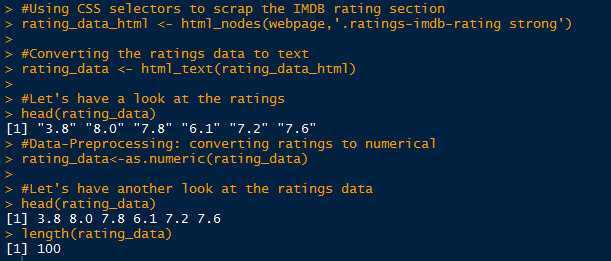 > #Using CSS selectors to scrap the IMDB rating section
> rating_data_html <- html_nodes(webpage,'.ratings-imdb-rating strong')
>
> #Converting the ratings data to text
> rating_data <- html_text(rating_data_html)
>
> #Let's have a look at the ratings
> head(rating_data)
[1] "3.8" "8.0" "7.8" "6.1" "7.2" "7.6"
> #Data-Preprocessing: converting ratings to numerical
> rating_data<-as.numeric(rating_data)
>
> #Let's have another look at the ratings data
> head(rating_data)
[1] 3.8 8.0 7.8 6.1 7.2 7.6
> length(rating_data)
[1] 100